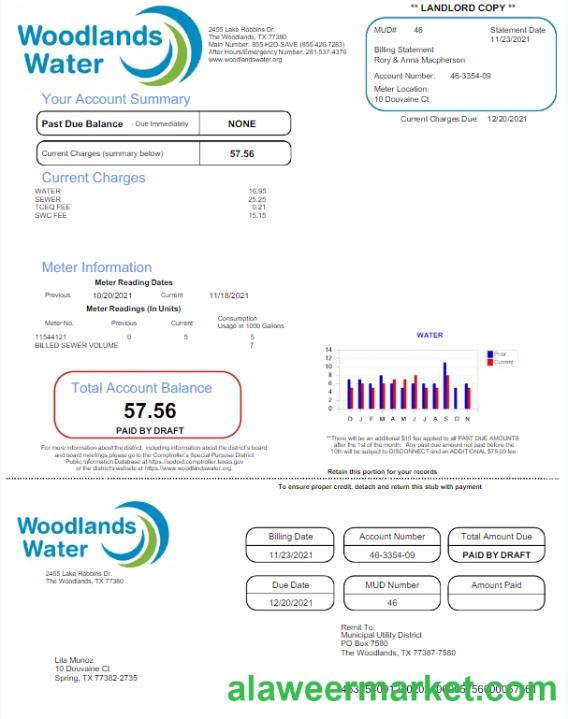 ** LANDLORD COPY **
Woodlands
Water
2455 Lake Robbins Dr.
The Woodlands, TX 77380
Main Number: 855-H2O-SAVE (855-426-7283)
After Hours/Emergency Number: 281-537-4376
www.woodlandswater.org
MUD# 46 Statement Date
11/23/2021
Billing Statement
Rory & Anna Macpherson
Account Number: 46-3354-09
Meter Location:
10 Douvaine Ct
Current Charges Due: 12/20/2021
Your Account Summary
Past Due Balance - Due Immediately NONE
Current Charges (summary below) 57.56
Current Charges
WATER 16.95
SEWER 25.25
TCEQ FEE 0.21
SWC FEE 15.15
Meter Information
Meter Reading Dates
Previous 10/20/2021 Current 11/18/2021
Meter Readings (In Units)
Meter No. Previous Current Consumption
Usage in 1000 Gallons
11544121 0 5 5
BILLED SEWER VOLUME 7
WATER
14
12
10
8
6
4
2
0
D J F M A M J J A S O N
Prior
Current
Total Account Balance
57.56
PAID BY DRAFT
For more information about the district, including information about the district's board
and board meetings, please go to the Comptroller's Special Purpose District
Public Information Database at https://spdpid.comptroller.texas.gov
or the district's website at https://www.woodlandswater.org.
**There will be an additional $15 fee applied to all PAST DUE AMOUNTS
after the 1st of the month. Any past due amount not paid before the
10th will be subject to DISCONNECT and an ADDITIONAL $75.00 fee
Retain this portion for your records
To ensure proper credit, detach and return this stub with payment
Woodlands
Water
2455 Lake Robbins Dr.
The Woodlands, TX 77380
Billing Date Account Number Total Amount Due
11/23/2021 46-3354-09 PAID BY DRAFT
Due Date MUD Number Amount Paid
12/20/2021 46
Remit To:
Municipal Utility District
PO Box 7580
The Woodlands, TX 77387-7580
Lila Munoz
10 Douvaine Ct
Spring, TX 77382-2735
alaweermarket.com